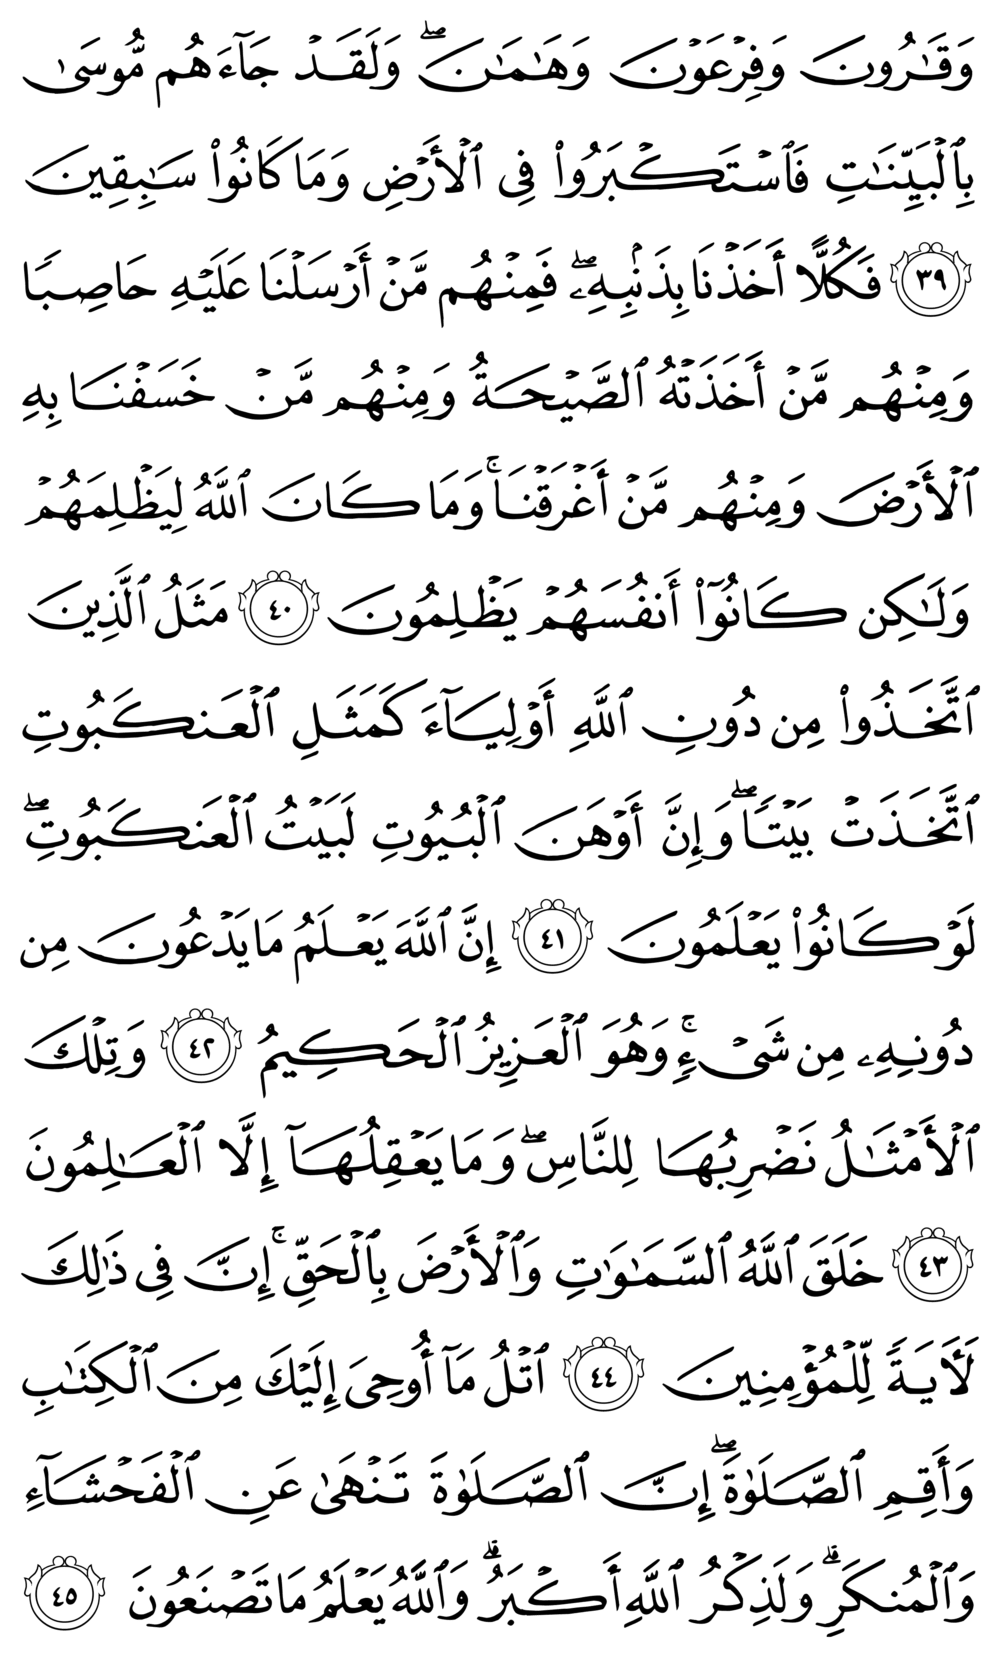 وَقَـٰرُونَ وَفِرْعَوْنَ وَهَـٰمَـٰنَ ۖ وَلَقَدْ جَآءَهُم مُّوسَىٰ
بِٱلْبَيِّنَـٰتِ فَٱسْتَكْبَرُوا۟ فِى ٱلْأَرْضِ وَمَا كَانُوا۟ سَـٰبِقِينَ
٣٩ فَكُلًّا أَخَذْنَا بِذَنۢبِهِۦ ۖ فَمِنْهُم مَّنْ أَرْسَلْنَا عَلَيْهِ حَاصِبًا
وَمِنْهُم مَّنْ أَخَذَتْهُ ٱلصَّيْحَةُ وَمِنْهُم مَّنْ خَسَفْنَا بِهِ
ٱلْأَرْضَ وَمِنْهُم مَّنْ أَغْرَقْنَا ۚ وَمَا كَانَ ٱللَّهُ لِيَظْلِمَهُمْ
وَلَـٰكِن كَانُوٓا۟ أَنفُسَهُمْ يَظْلِمُونَ ٤٠ مَثَلُ ٱلَّذِينَ
ٱتَّخَذُوا۟ مِن دُونِ ٱللَّهِ أَوْلِيَآءَ كَمَثَلِ ٱلْعَنكَبُوتِ
ٱتَّخَذَتْ بَيْتًا ۖ وَإِنَّ أَوْهَنَ ٱلْبُيُوتِ لَبَيْتُ ٱلْعَنكَبُوتِ ۖ
لَوْ كَانُوا۟ يَعْلَمُونَ ٤١ إِنَّ ٱللَّهَ يَعْلَمُ مَا يَدْعُونَ مِن
دُونِهِۦ مِن شَىْءٍ ۚ وَهُوَ ٱلْعَزِيزُ ٱلْحَكِيمُ ٤٢ وَتِلْكَ
ٱلْأَمْثَـٰلُ نَضْرِبُهَا لِلنَّاسِ ۖ وَمَا يَعْقِلُهَآ إِلَّا ٱلْعَـٰلِمُونَ
٤٣ خَلَقَ ٱللَّهُ ٱلسَّمَـٰوَٰتِ وَٱلْأَرْضَ بِٱلْحَقِّ ۚ إِنَّ فِى ذَٰلِكَ
لَـَٔايَةً لِّلْمُؤْمِنِينَ ٤٤ ٱتْلُ مَآ أُوحِىَ إِلَيْكَ مِنَ ٱلْكِتَـٰبِ
وَأَقِمِ ٱلصَّلَوٰةَ ۖ إِنَّ ٱلصَّلَوٰةَ تَنْهَىٰ عَنِ ٱلْفَحْشَآءِ
وَٱلْمُنكَرِ ۗ وَلَذِكْرُ ٱللَّهِ أَكْبَرُ ۗ وَٱللَّهُ يَعْلَمُ مَا تَصْنَعُونَ ٤٥